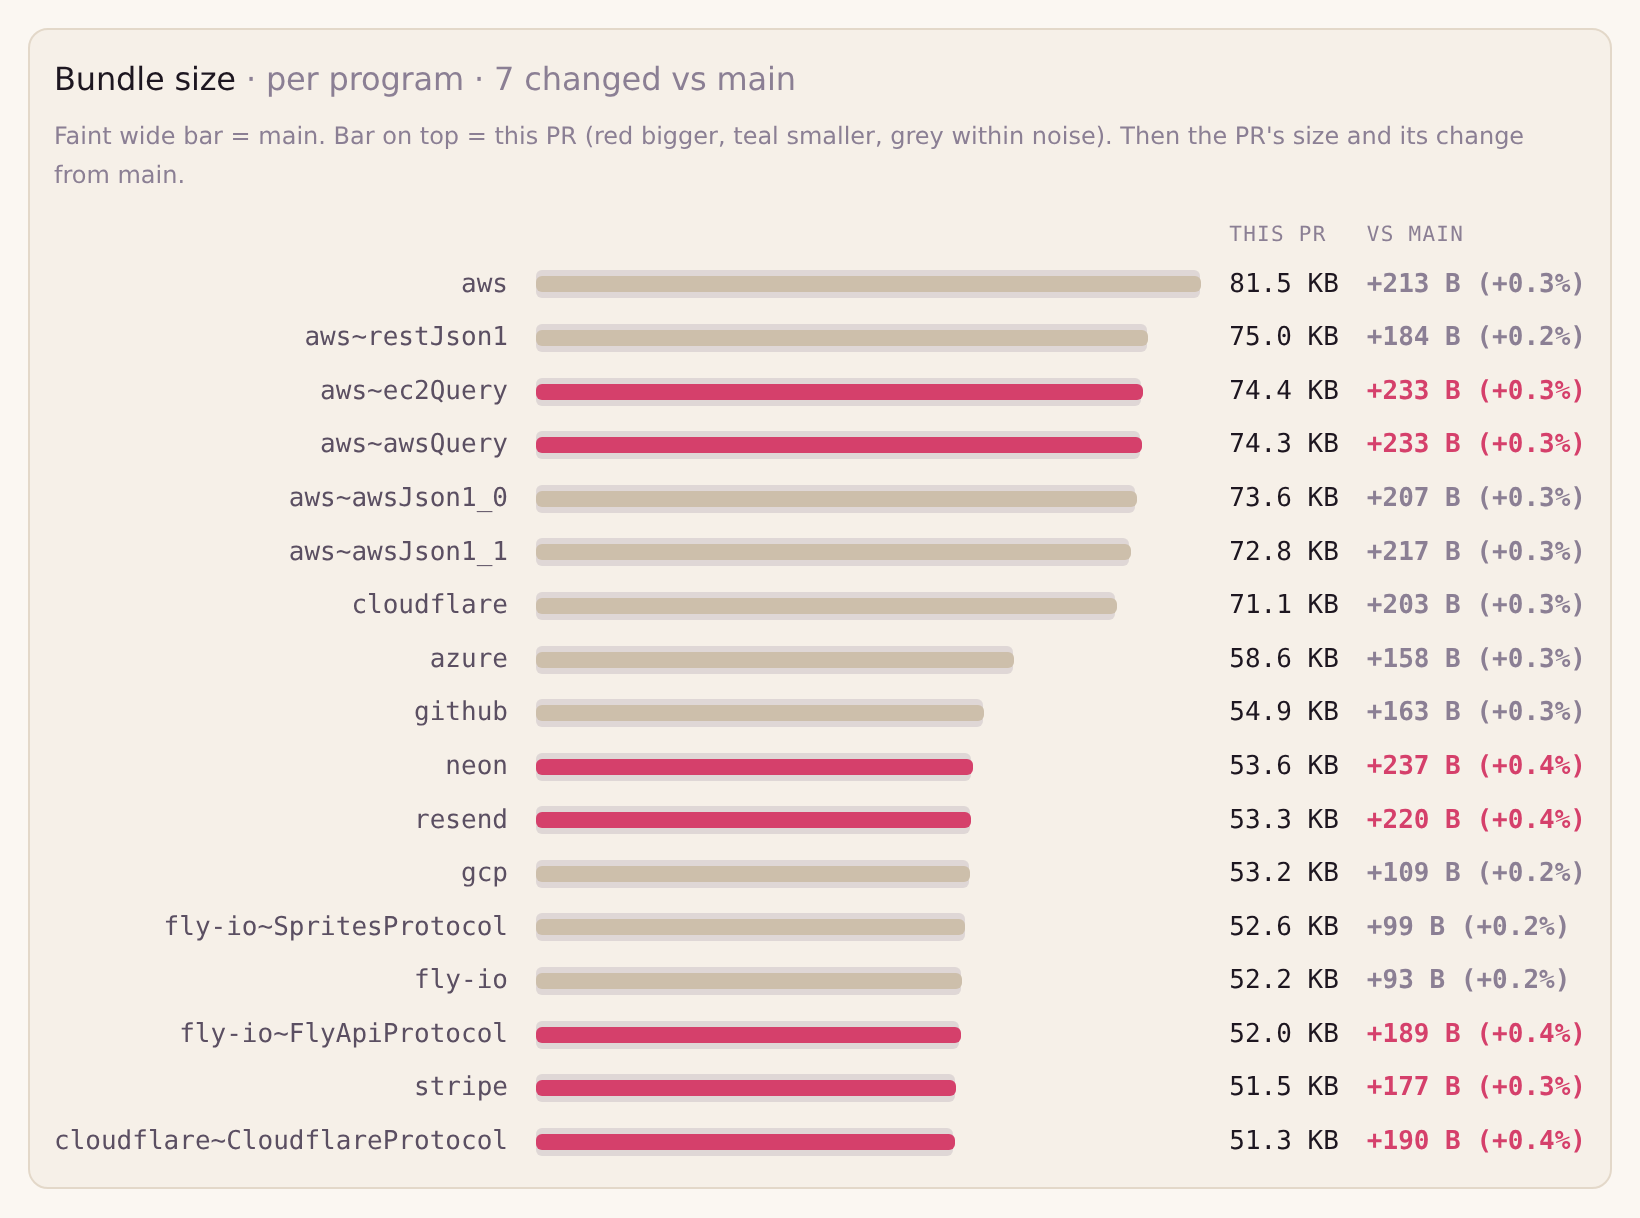 Bundle size · per program · 7 changed vs main
Faint wide bar = main. Bar on top = this PR (red bigger, teal smaller, grey within noise). Then the PR's size and its change
from main.
THIS PR VS MAIN
aws 81.5 KB +213 B (+0.3%)
aws~restJson1 75.0 KB +184 B (+0.2%)
aws~ec2Query 74.4 KB +233 B (+0.3%)
aws~awsQuery 74.3 KB +233 B (+0.3%)
aws~awsJson1_0 73.6 KB +207 B (+0.3%)
aws~awsJson1_1 72.8 KB +217 B (+0.3%)
cloudflare 71.1 KB +203 B (+0.3%)
azure 58.6 KB +158 B (+0.3%)
github 54.9 KB +163 B (+0.3%)
neon 53.6 KB +237 B (+0.4%)
resend 53.3 KB +220 B (+0.4%)
gcp 53.2 KB +109 B (+0.2%)
fly-io~SpritesProtocol 52.6 KB +99 B (+0.2%)
fly-io 52.2 KB +93 B (+0.2%)
fly-io~FlyApiProtocol 52.0 KB +189 B (+0.4%)
stripe 51.5 KB +177 B (+0.3%)
cloudflare~CloudflareProtocol 51.3 KB +190 B (+0.4%)